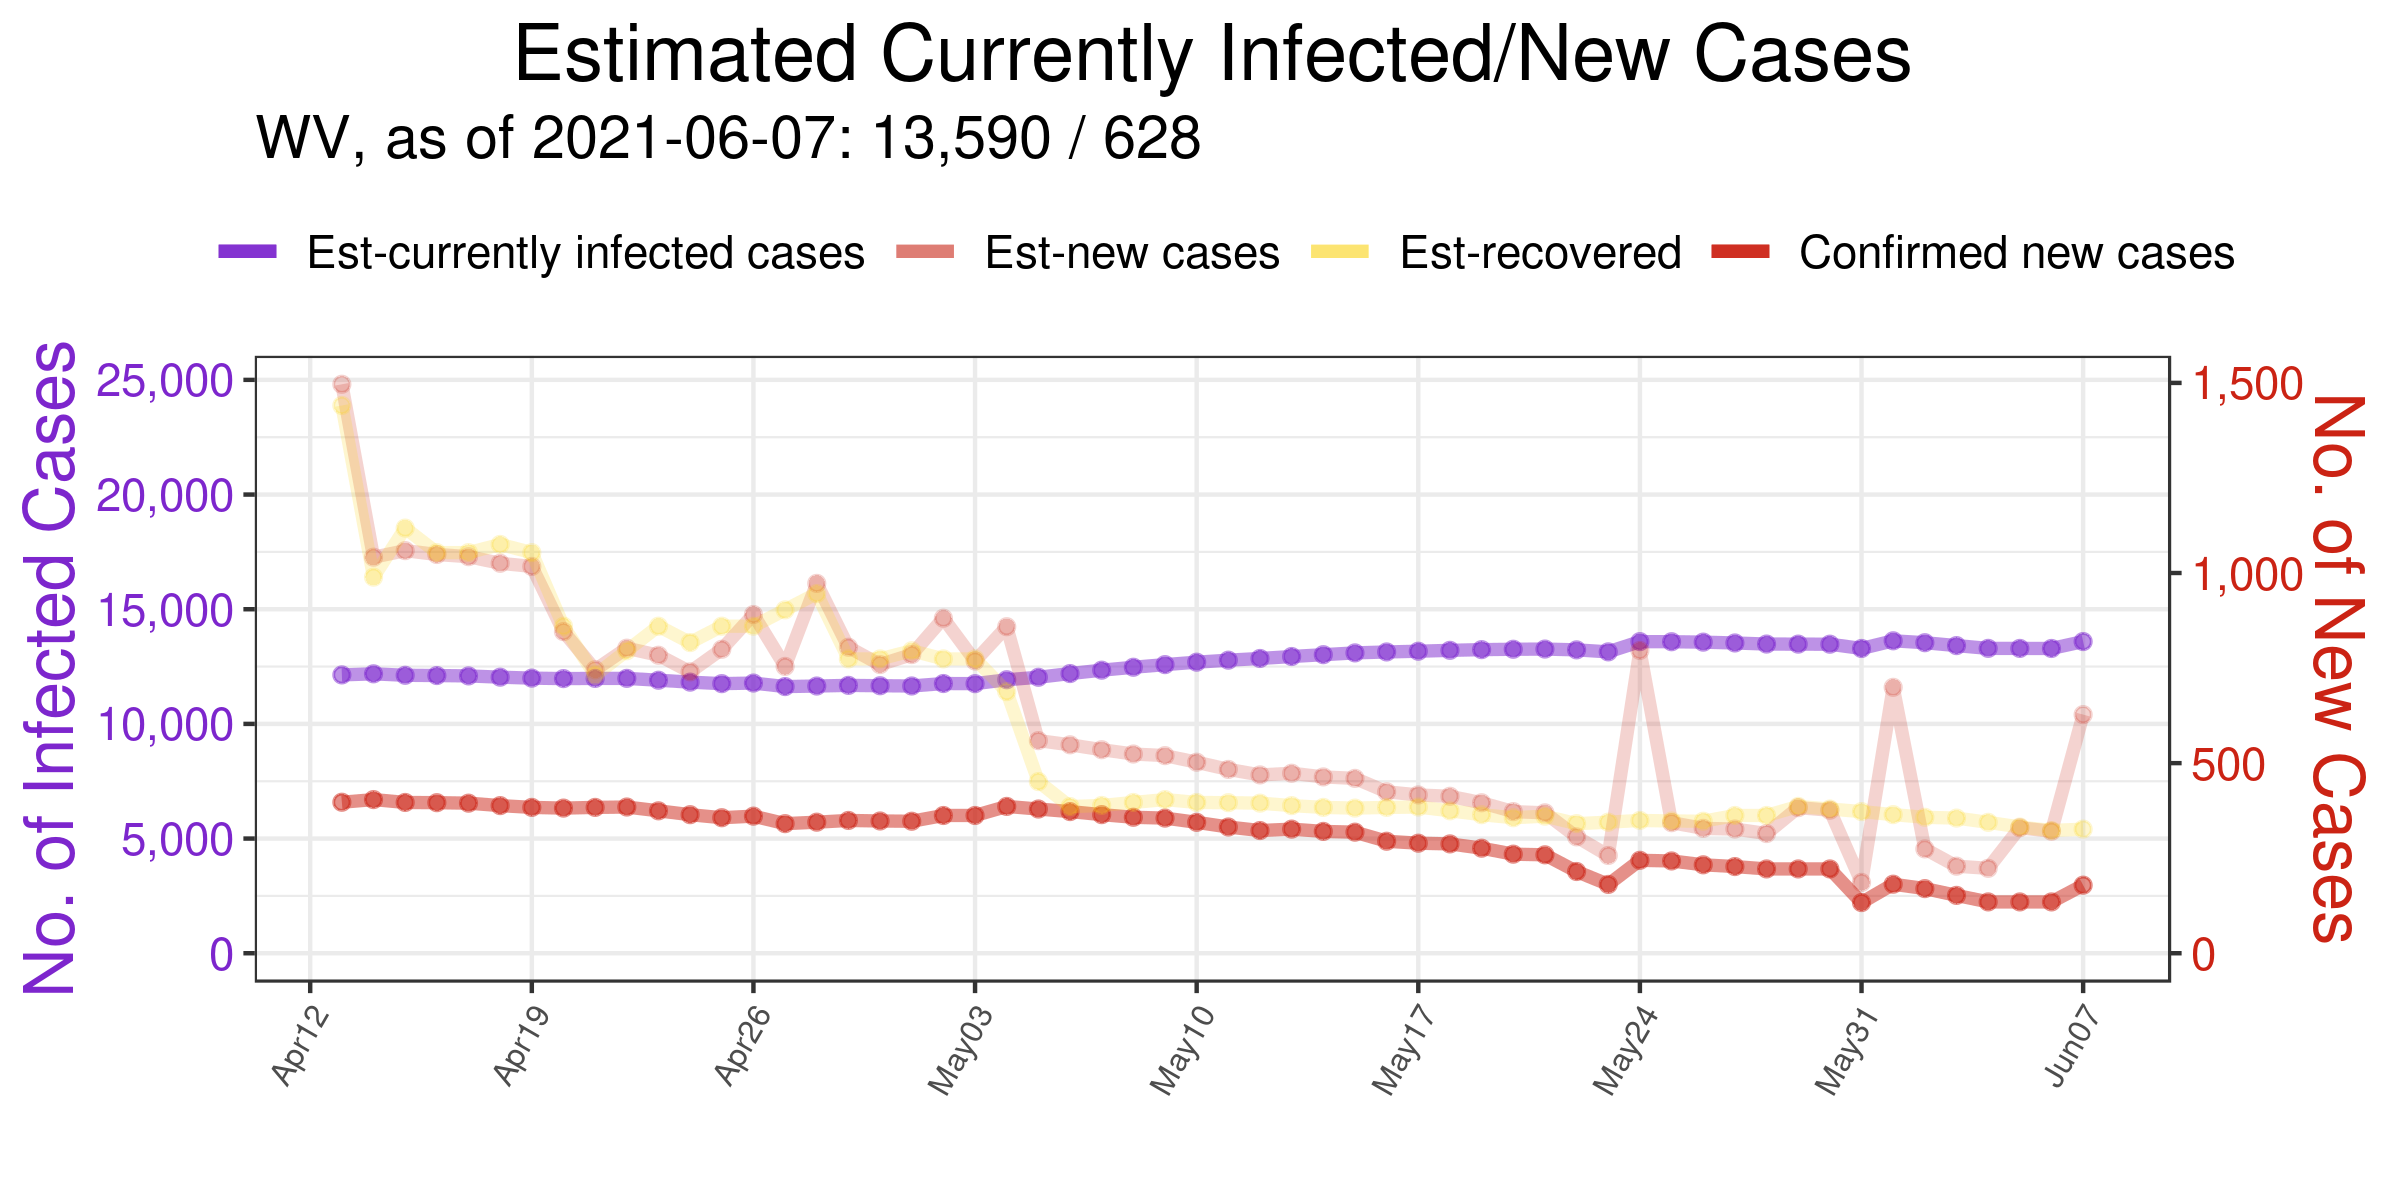 Estimated Currently Infected/New Cases
WV, as of 2021-06-07: 13,590 / 628
Est-currently infected cases Est-new cases Est-recovered Confirmed new cases
No. of Infected Cases
25,000
20,000
15,000
10,000
5,000
0
1,500
1,000
500
0
No. of New Cases
Apr12 Apr19 Apr26 May03 May10 May17 May24 May31 Jun07